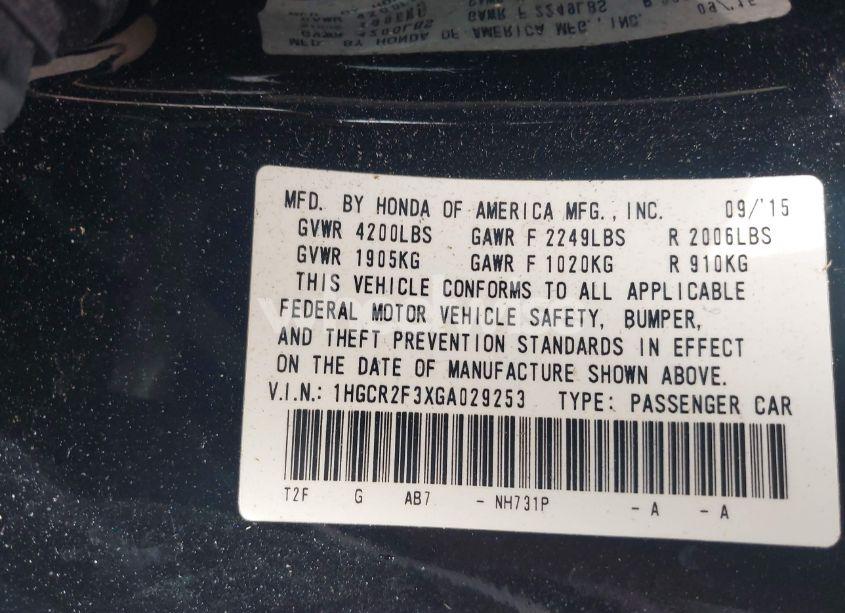 MFD. BY HONDA OF AMERICA MFG., INC. 09/'15
GVWR 4200LBS GAWR F 2249LBS R 2006LBS
GVWR 1905KG GAWR F 1020KG R 910KG
THIS VEHICLE CONFORMS TO ALL APPLICABLE
FEDERAL MOTOR VEHICLE SAFETY, BUMPER,
AND THEFT PREVENTION STANDARDS IN EFFECT
ON THE DATE OF MANUFACTURE SHOWN ABOVE.
V.I.N.: 1HGCR2F3XGA029253 TYPE: PASSENGER CAR
T2F G AB7 - NH731P - A - A